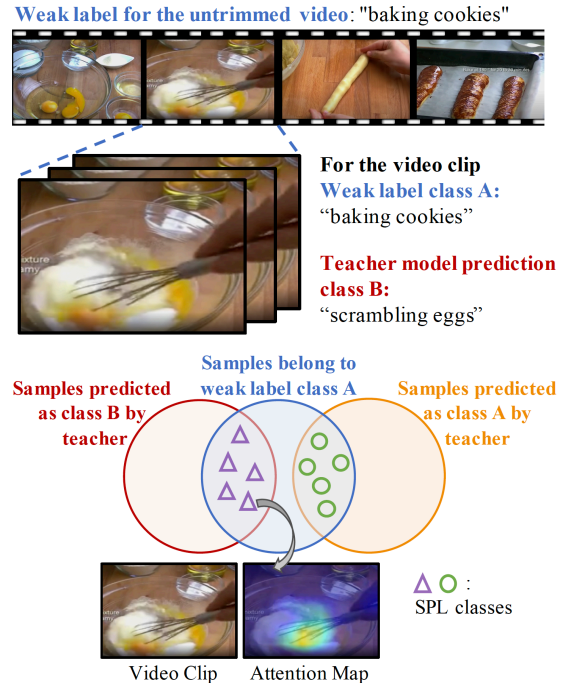 Weak label for the untrimmed video: "baking cookies"
For the video clip
Weak label class A:
“baking cookies”
ixture
amy
Teacher model prediction
class B:
“scrambling eggs”
Samples belong to
weak label class A
Samples predicted
as class B by
teacher
Samples predicted
as class A by
teacher
:
SPL classes
Video Clip
Attention Map